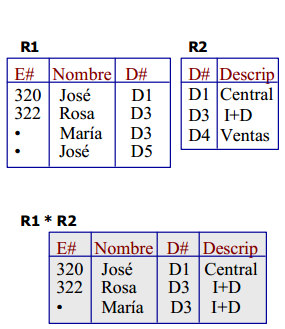 R1 R2
E# Nombre D# D# Descrip
320 José D1 D1 Central
322 Rosa D3 D3 I+D
• María D3 D4 Ventas
• José D5
R1 * R2
E# Nombre D# Descrip
320 José D1 Central
322 Rosa D3 I+D
• María D3 I+D